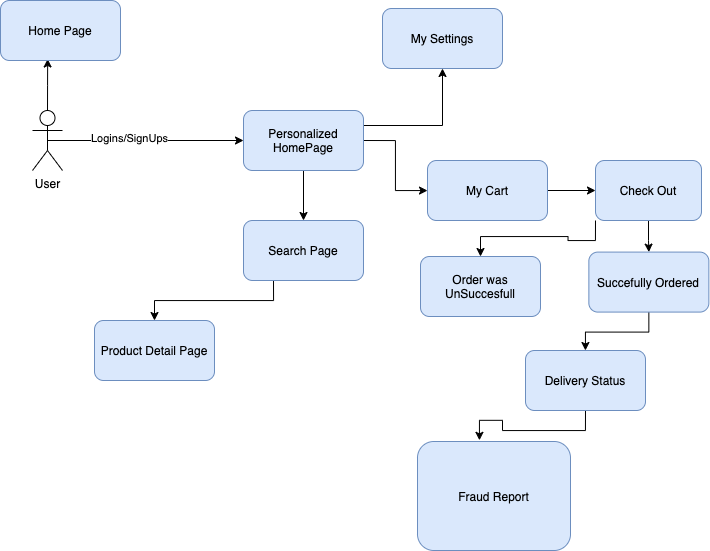 Home Page
My Settings
Logins/SignUps
Personalized
HomePage
User
My Cart
Check Out
Search Page
Order was
UnSuccesfull
Succefully Ordered
Product Detail Page
Delivery Status
Fraud Report